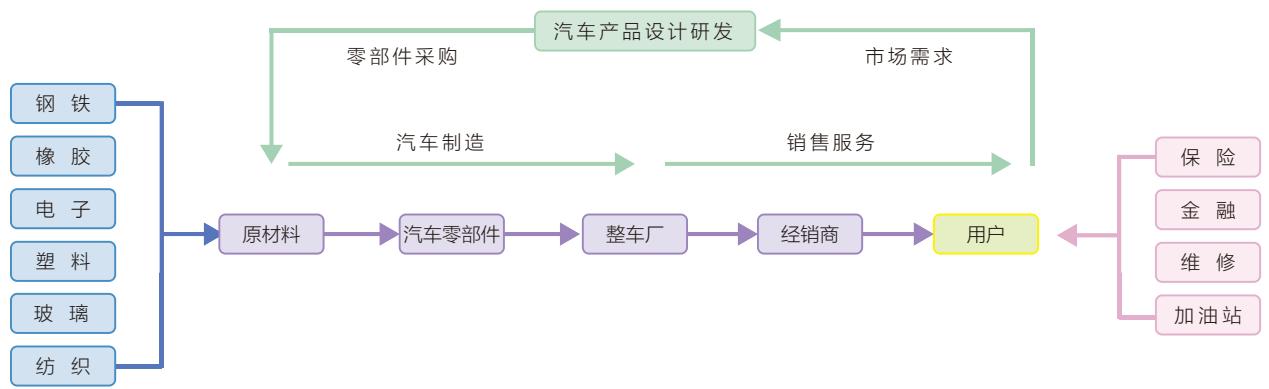 汽车产品设计研发
零部件采购
市场需求
汽车制造
销售服务
钢 铁
橡 胶
电 子
塑 料
玻 璃
纺 织
原材料
汽车零部件
整车厂
经销商
用户
保 险
金 融
维 修
加油站